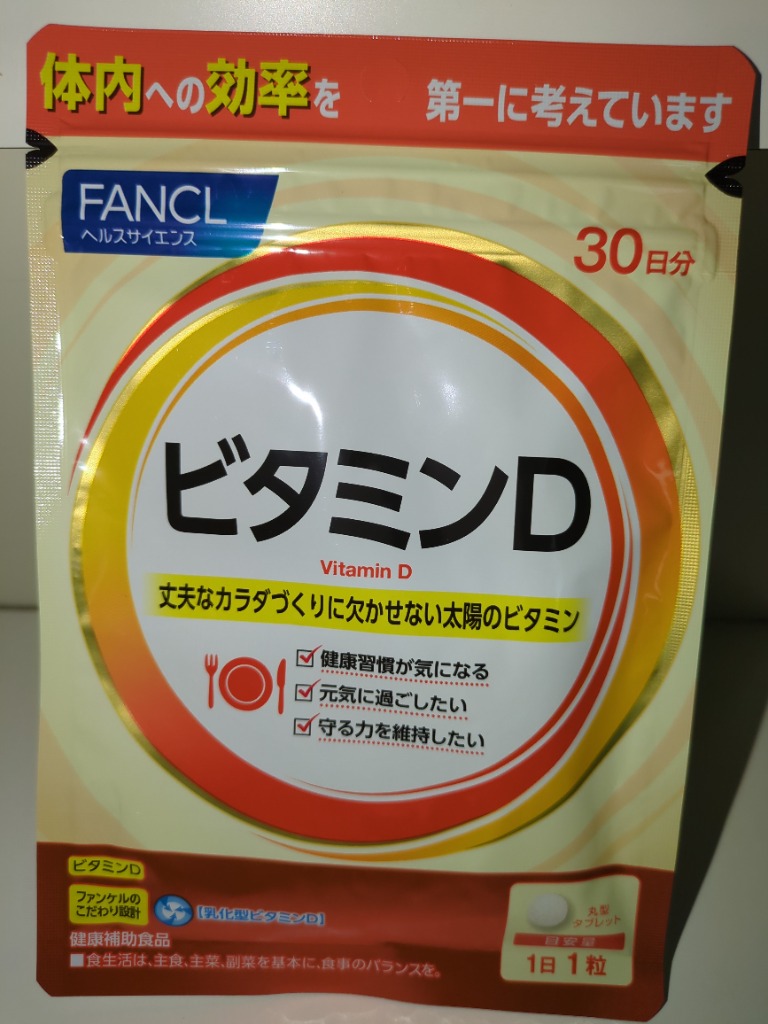 体内への効率を 第一に考えています
FANCL
ヘルスサイエンス
30日分
ビタミンD
Vitamin D
丈夫なカラダづくりに欠かせない太陽のビタミン
健康習慣が気になる
元気に過ごしたい
守る力を維持したい
ビタミンD
ファンケルの
こだわり設計
【乳化型ビタミンD】
健康補助食品
■食生活は、主食、主菜、副菜を基本に、食事のバランスを。
丸型
タブレット
目安量
1日1粒